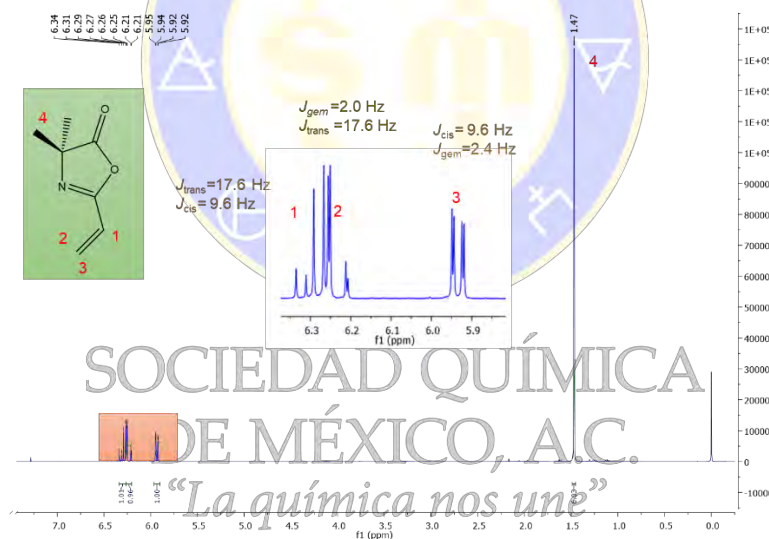 6.34
6.31
6.29
6.27
6.26
6.25
6.21
6.21
5.95
5.94
5.92
5.92
1.47
4
4
O
O
N
2
1
3
Jgem=2.0 Hz
Jtrans=17.6 Hz
Jcis= 9.6 Hz
Jgem=2.4 Hz
Jtrans=17.6 Hz
Jcis= 9.6 Hz
1
2
3
6.3 6.2 6.1 6.0 5.9
f1 (ppm)
1E+05
1E+05
1E+05
1E+05
1E+05
90000
80000
70000
60000
50000
40000
30000
20000
10000
0
-10000
SOCIEDAD QUÍMICA
DE MÉXICO, A.C.
“La química nos une”
1.01
0.96
1.00
7.0 6.5 6.0 5.5 5.0 4.5 4.0 3.5 3.0 2.5 2.0 1.5 1.0 0.5 0.0
f1 (ppm)